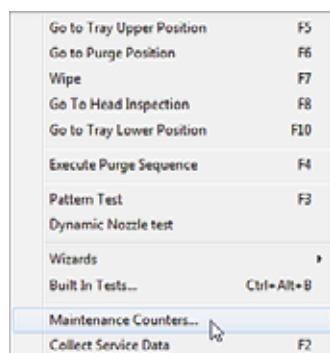 Go to Tray Upper Position F5
Go to Purge Position F6
Wipe F7
Go To Head Inspection F8
Go to Tray Lower Position F10
Execute Purge Sequence F4
Pattern Test F3
Dynamic Nozzle test
Wizards
Built In Tests... Ctrl+Alt+B
Maintenance Counters...
Collect Service Data F2